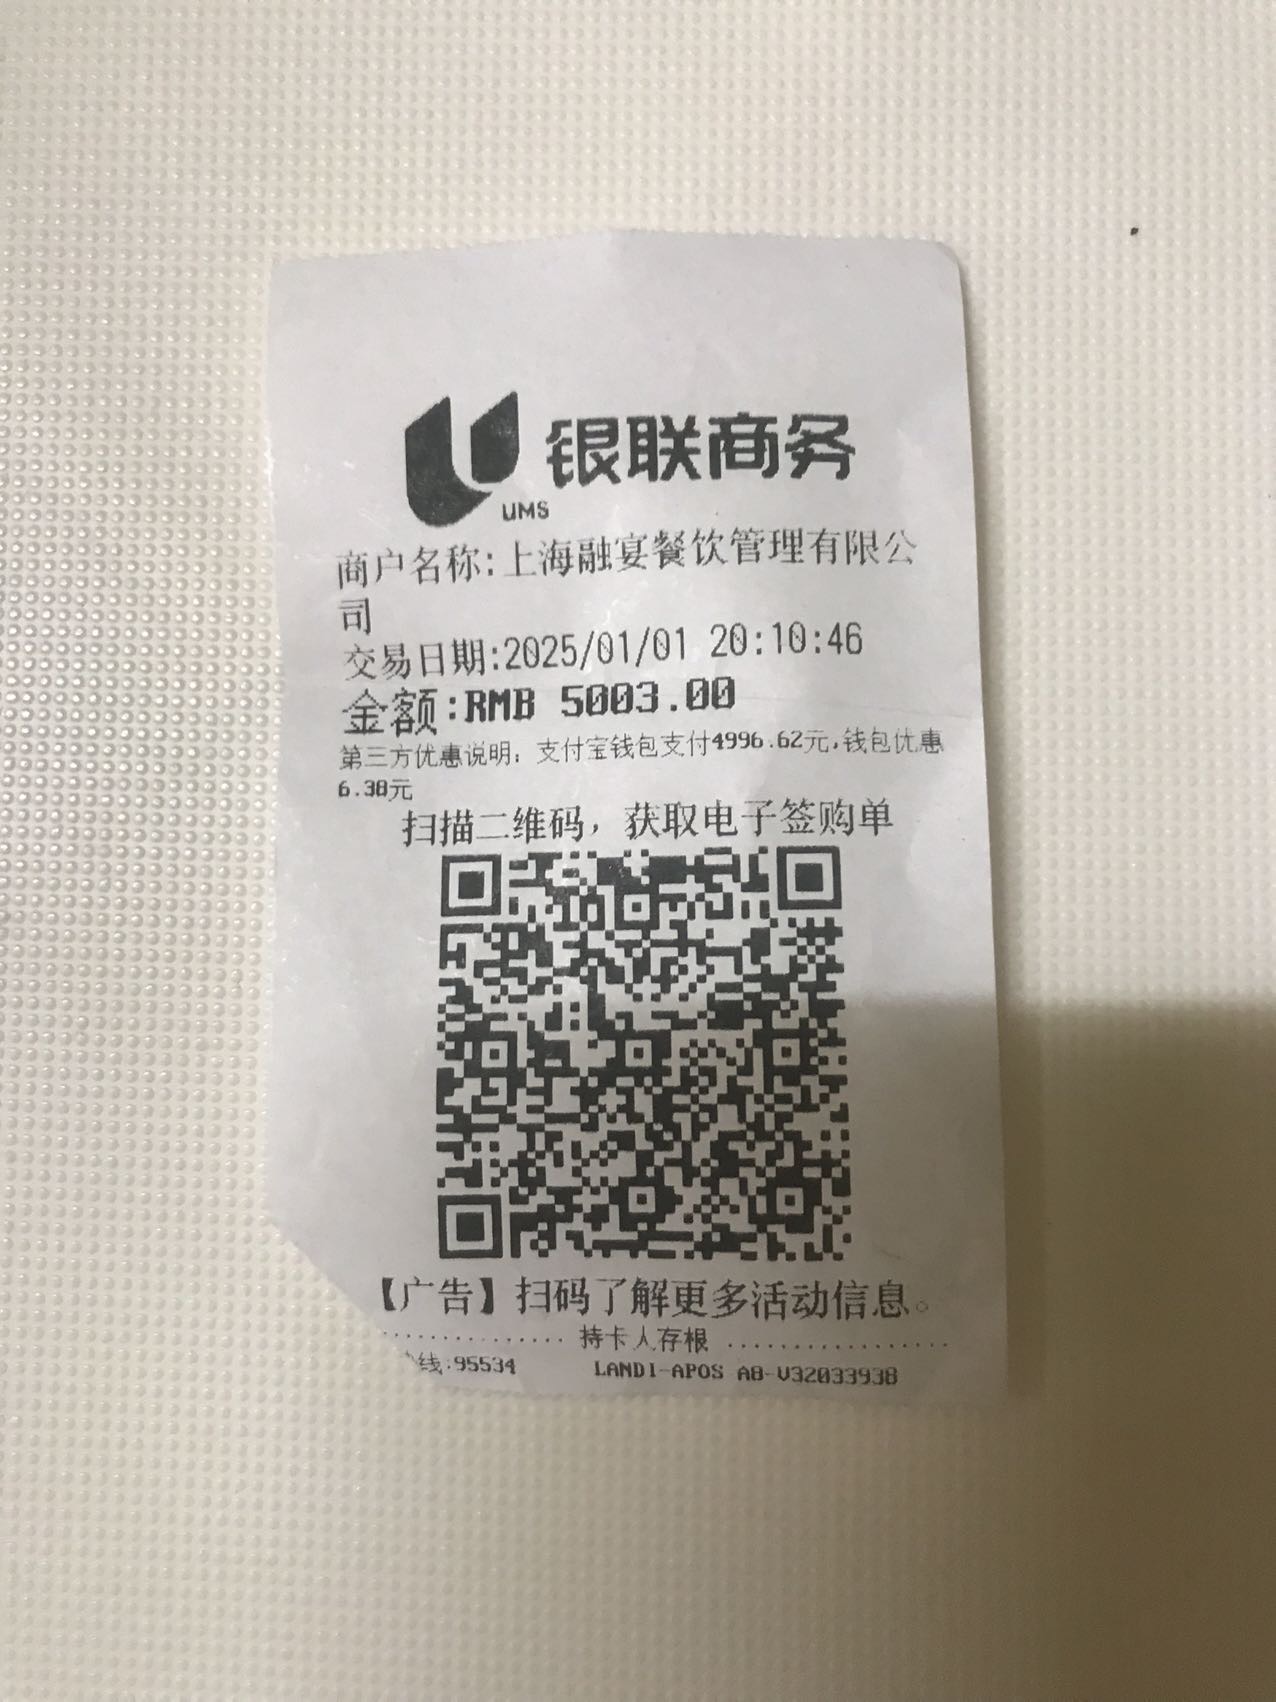 银联商务
UMS
商户名称:上海融宴餐饮管理有限公
司
交易日期:2025/01/01 20:10:46
金额:RMB 5003.00
第三方优惠说明：支付宝钱包支付4996.62元,钱包优惠
6.38元
扫描二维码，获取电子签购单
【广告】扫码了解更多活动信息。
持卡人存根
线:95534 LANDI-APOS A8-V32033938